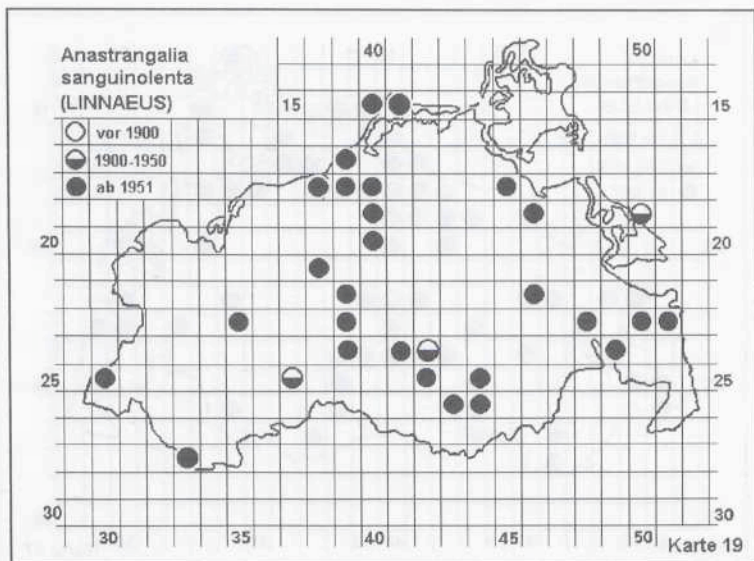 Anastrangalia
sanguinolenta
(LINNAEUS)
vor 1900
1900-1950
ab 1951
40 50
15 15
20 20
25 25
30 30
30 35 40 45 50
Karte 19